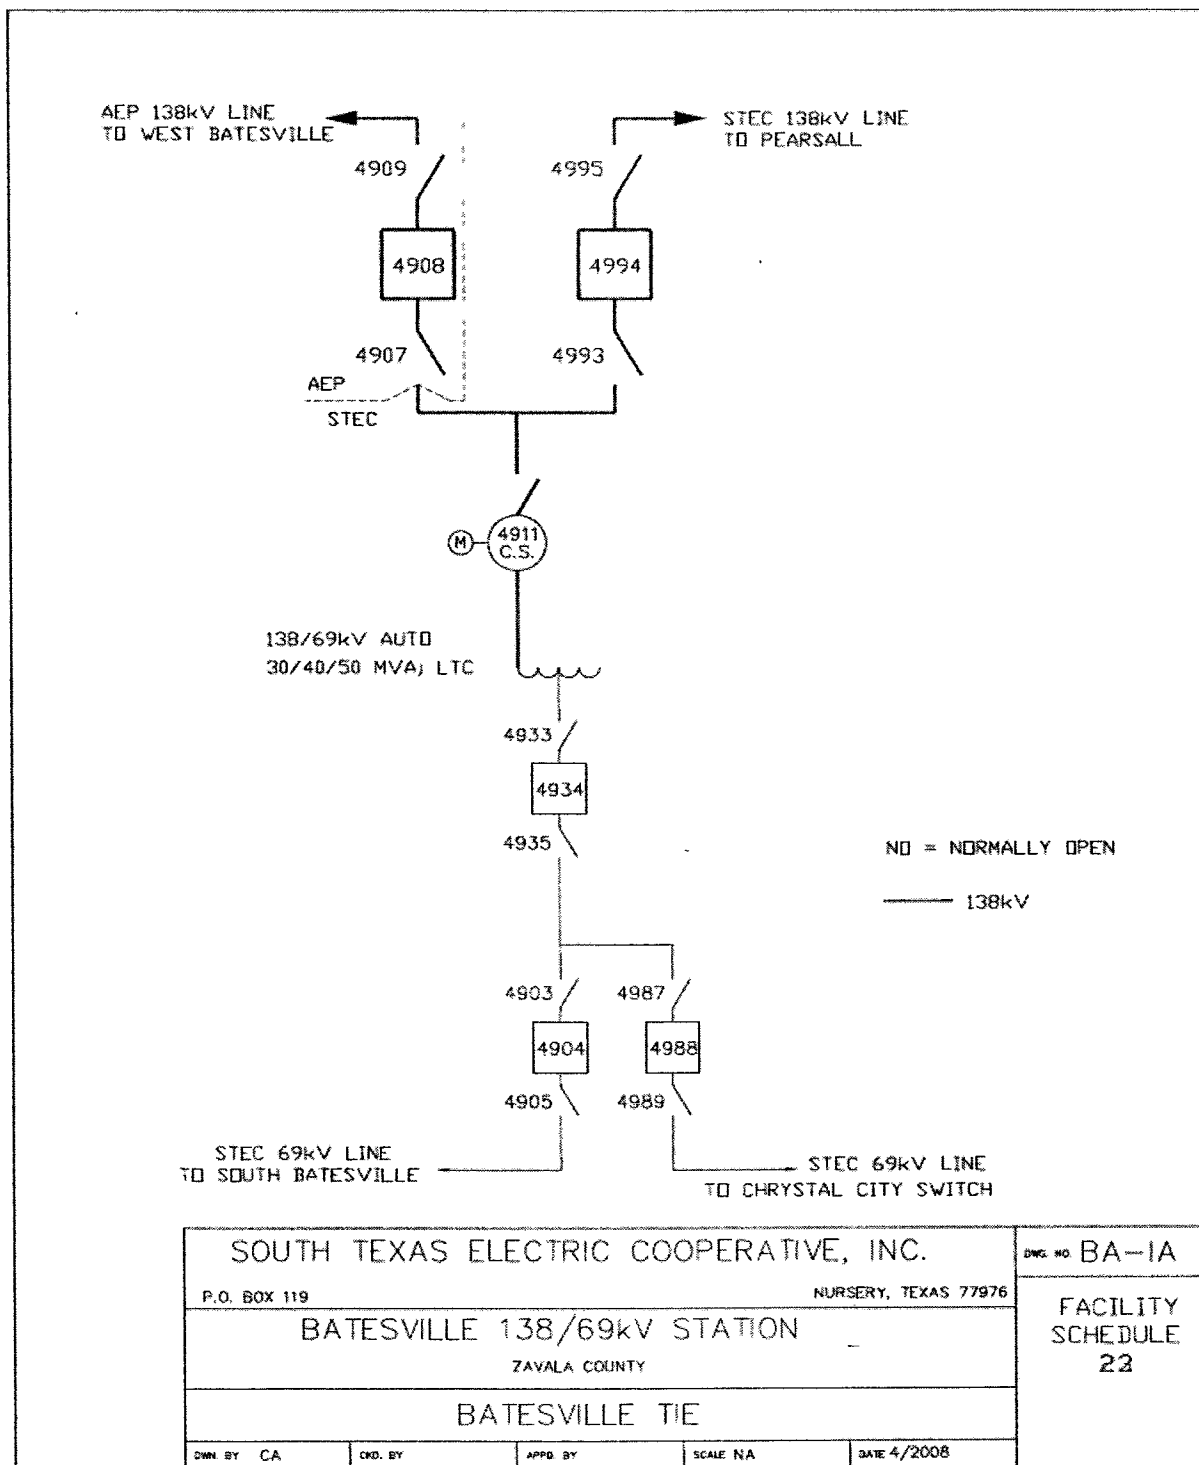 AEP 138kV LINE
TO WEST BATESVILLE
STEC 138kV LINE
TO PEARSALL
4909
4995
4908
4994
4907
4993
AEP
STEC
M
4911
C.S.
138/69kV AUTO
30/40/50 MVA; LTC
4933
4934
4935
NO = NORMALLY OPEN
138kV
4903
4987
4904
4988
4905
4989
STEC 69kV LINE
TO SOUTH BATESVILLE
STEC 69kV LINE
TO CHRYSTAL CITY SWITCH
SOUTH TEXAS ELECTRIC COOPERATIVE, INC.
P.O. BOX 119
NURSERY, TEXAS 77976
DWG. NO. BA-1A
BATESVILLE 138/69kV STATION
ZAVALA COUNTY
FACILITY
SCHEDULE
22
BATESVILLE TIE
DWN. BY CA
CKD. BY
APPD. BY
SCALE NA
DATE 4/2008